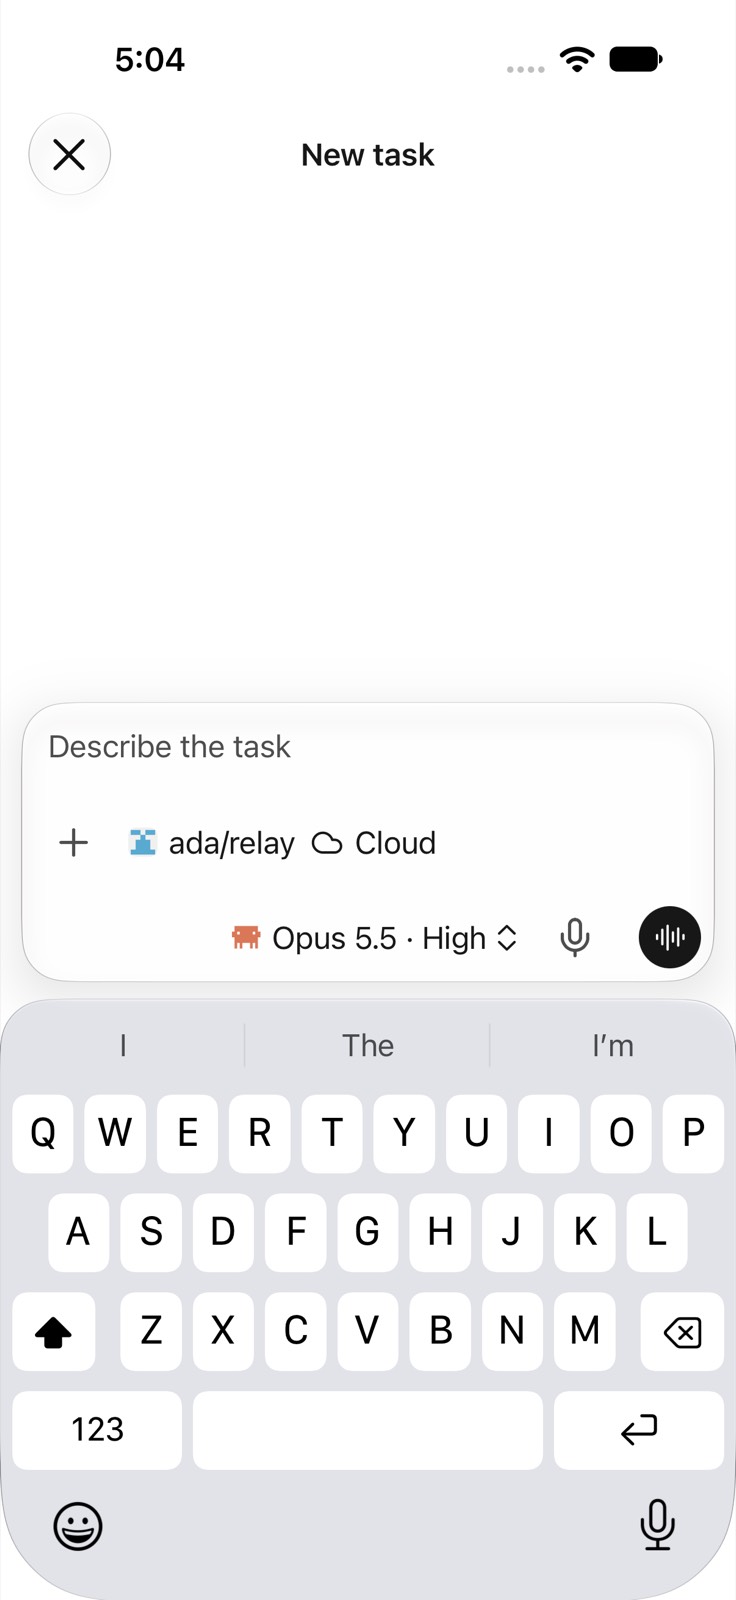 5:04
New task
Describe the task
ada/relay Cloud
Opus 5.5 · High
I The I’m
Q W E R T Y U I O P
A S D F G H J K L
Z X C V B N M
123